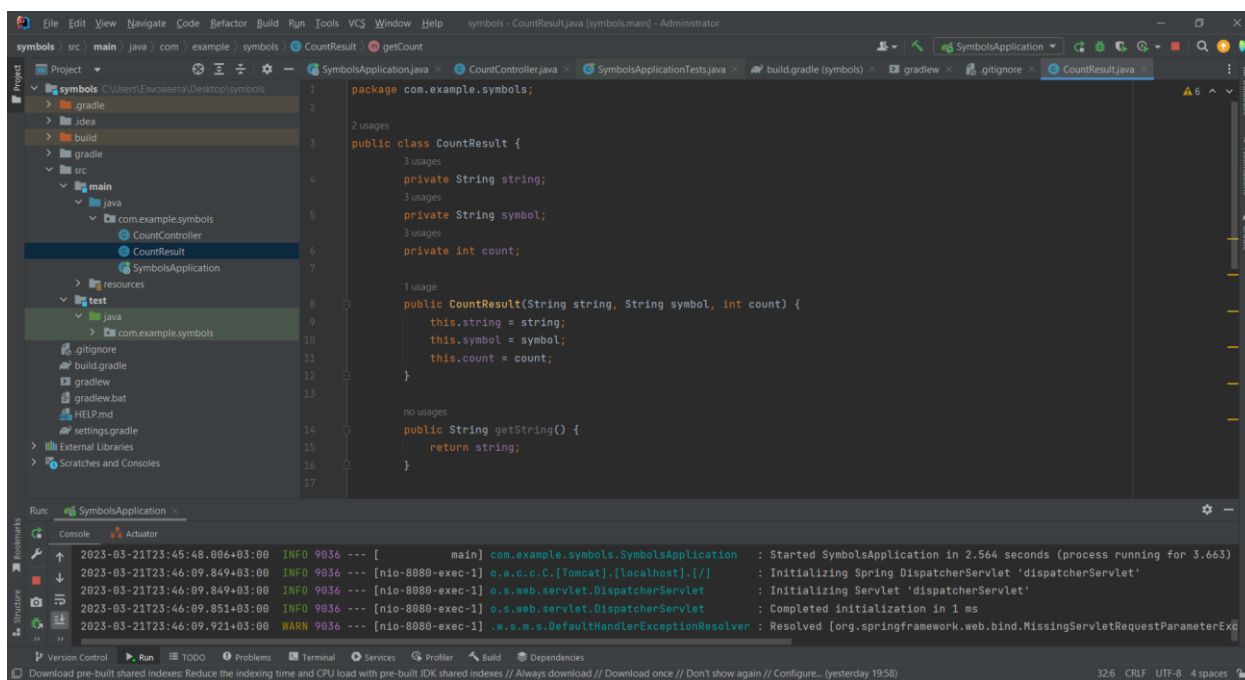 File Edit View Navigate Code Refactor Build Run Tools VCS Window Help symbols - CountResult.java [symbols.main] - Administrator
symbols src main java com example symbols CountResult getCount SymbolsApplication
Project SymbolsApplication.java CountController.java SymbolsApplicationTests.java build.gradle (symbols) gradlew .gitignore CountResult.java
Project
symbols C:\Users\Елизавета\Desktop\symbols
.gradle
.idea
build
gradle
src
main
java
com.example.symbols
CountController
CountResult
SymbolsApplication
resources
test
java
com.example.symbols
.gitignore
build.gradle
gradlew
gradlew.bat
HELP.md
settings.gradle
External Libraries
Scratches and Consoles
1 package com.example.symbols; 6
2
2 usages
3 public class CountResult {
3 usages
4 private String string;
3 usages
5 private String symbol;
3 usages
6 private int count;
7
1 usage
8 public CountResult(String string, String symbol, int count) {
9 this.string = string;
10 this.symbol = symbol;
11 this.count = count;
12 }
13
no usages
14 public String getString() {
15 return string;
16 }
17
Run: SymbolsApplication
Console Actuator
2023-03-21T23:45:48.006+03:00 INFO 9036 --- [ main] com.example.symbols.SymbolsApplication : Started SymbolsApplication in 2.564 seconds (process running for 3.663)
2023-03-21T23:46:09.849+03:00 INFO 9036 --- [nio-8080-exec-1] o.a.c.c.C.[Tomcat].[localhost].[/] : Initializing Spring DispatcherServlet 'dispatcherServlet'
2023-03-21T23:46:09.849+03:00 INFO 9036 --- [nio-8080-exec-1] o.s.web.servlet.DispatcherServlet : Initializing Servlet 'dispatcherServlet'
2023-03-21T23:46:09.851+03:00 INFO 9036 --- [nio-8080-exec-1] o.s.web.servlet.DispatcherServlet : Completed initialization in 1 ms
2023-03-21T23:46:09.921+03:00 WARN 9036 --- [nio-8080-exec-1] .w.s.m.s.DefaultHandlerExceptionResolver : Resolved [org.springframework.web.bind.MissingServletRequestParameterExc
Bookmarks
Structure
Version Control Run TODO Problems Terminal Services Profiler Build Dependencies
Download pre-built shared indexes: Reduce the indexing time and CPU load with pre-built JDK shared indexes // Always download // Download once // Don't show again // Configure... (yesterday 19:58) 32:6 CRLF UTF-8 4 spaces